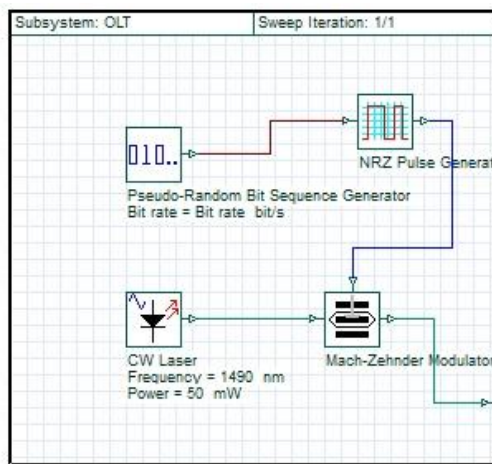 Subsystem: OLT
Sweep Iteration: 1/1
010..
NRZ Pulse Generat
Pseudo-Random Bit Sequence Generator
Bit rate = Bit rate bit/s
CW Laser
Frequency = 1490 nm
Power = 50 mW
Mach-Zehnder Modulator